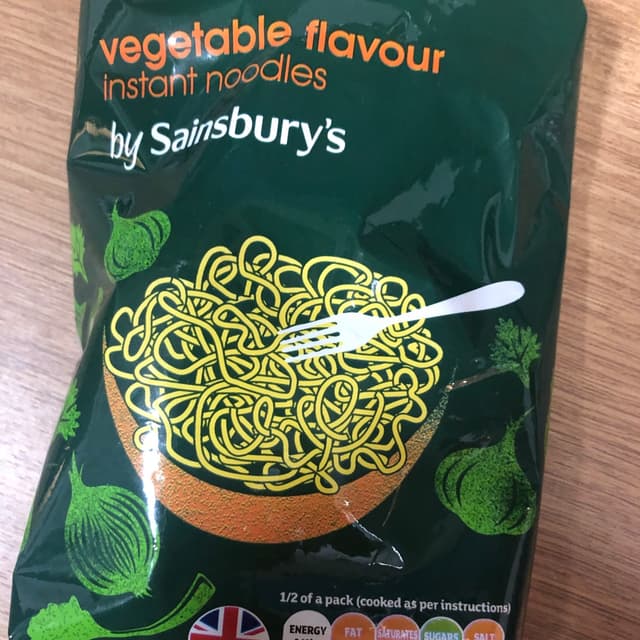 vegetable flavour
instant noodles
by Sainsbury's
1/2 of a pack (cooked as per instructions)
ENERGY FAT SATURATES SUGARS SALT